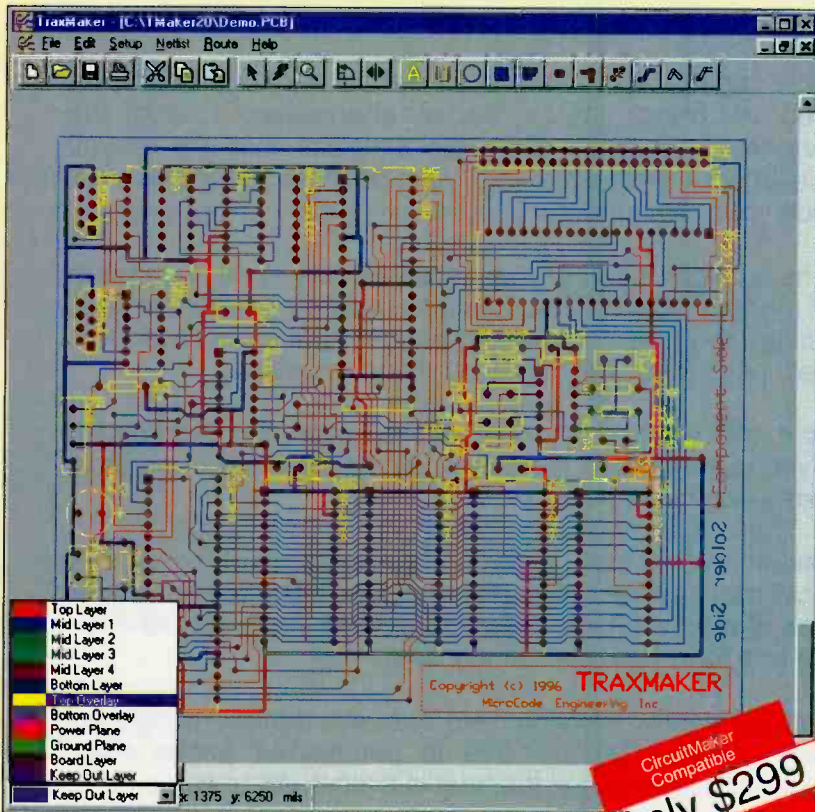 TraxMaker - [C:\TMaker20\Demo.PCB]
File Edit Setup Netlist Route Help
Component Side
Solder Side
Top Layer
Mid Layer 1
Mid Layer 2
Mid Layer 3
Mid Layer 4
Bottom Layer
Top Overlay
Bottom Overlay
Power Plane
Ground Plane
Board Layer
Keep Out Layer
Copyright (c) 1996 TRAXMAKER
MicroCode Engineering Inc.
Keep Out Layer x: 1375 y: 6250 mils
CircuitMaker
Compatible
$299